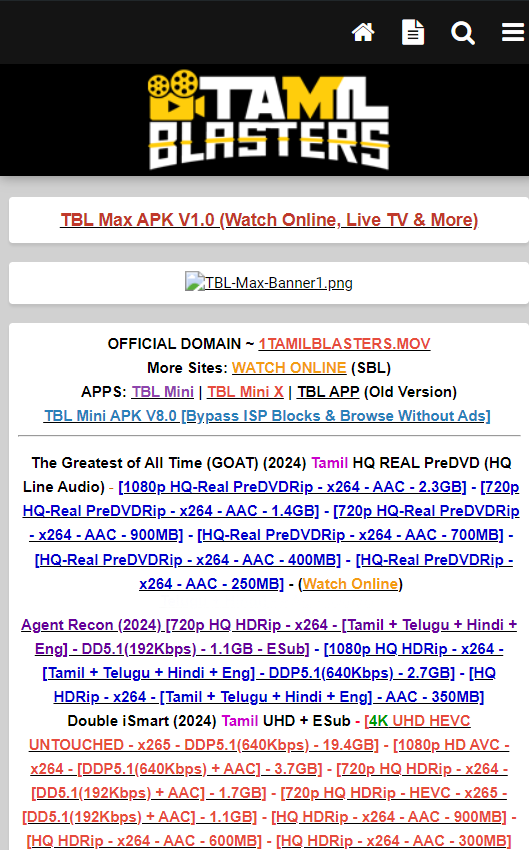 TAMIL
BLASTERS
TBL Max APK V1.0 (Watch Online, Live TV & More)
TBL-Max-Banner1.png
OFFICIAL DOMAIN ~ 1TAMILBLASTERS.MOV
More Sites: WATCH ONLINE (SBL)
APPS: TBL Mini | TBL Mini X | TBL APP (Old Version)
TBL Mini APK V8.0 [Bypass ISP Blocks & Browse Without Ads]
The Greatest of All Time (GOAT) (2024) Tamil HQ REAL PreDVD (HQ
Line Audio) - [1080p HQ-Real PreDVDRip - x264 - AAC - 2.3GB] - [720p
HQ-Real PreDVDRip - x264 - AAC - 1.4GB] - [720p HQ-Real PreDVDRip
- x264 - AAC - 900MB] - [HQ-Real PreDVDRip - x264 - AAC - 700MB] -
[HQ-Real PreDVDRip - x264 - AAC - 400MB] - [HQ-Real PreDVDRip -
x264 - AAC - 250MB] - (Watch Online)
Agent Recon (2024) [720p HQ HDRip - x264 - [Tamil + Telugu + Hindi +
Eng] - DD5.1(192Kbps) - 1.1GB - ESub] - [1080p HQ HDRip - x264 -
[Tamil + Telugu + Hindi + Eng] - DDP5.1(640Kbps) - 2.7GB] - [HQ
HDRip - x264 - [Tamil + Telugu + Hindi + Eng] - AAC - 350MB]
Double iSmart (2024) Tamil UHD + ESub - [4K UHD HEVC
UNTOUCHED - x265 - DDP5.1(640Kbps) - 19.4GB] - [1080p HD AVC -
x264 - [DDP5.1(640Kbps) + AAC] - 3.7GB] - [720p HQ HDRip - x264 -
[DD5.1(192Kbps) + AAC] - 1.7GB] - [720p HQ HDRip - HEVC - x265 -
[DD5.1(192Kbps) + AAC] - 1.1GB] - [HQ HDRip - x264 - AAC - 900MB] -
[HQ HDRip - x264 - AAC - 600MB] - [HQ HDRip - x264 - AAC - 300MB]